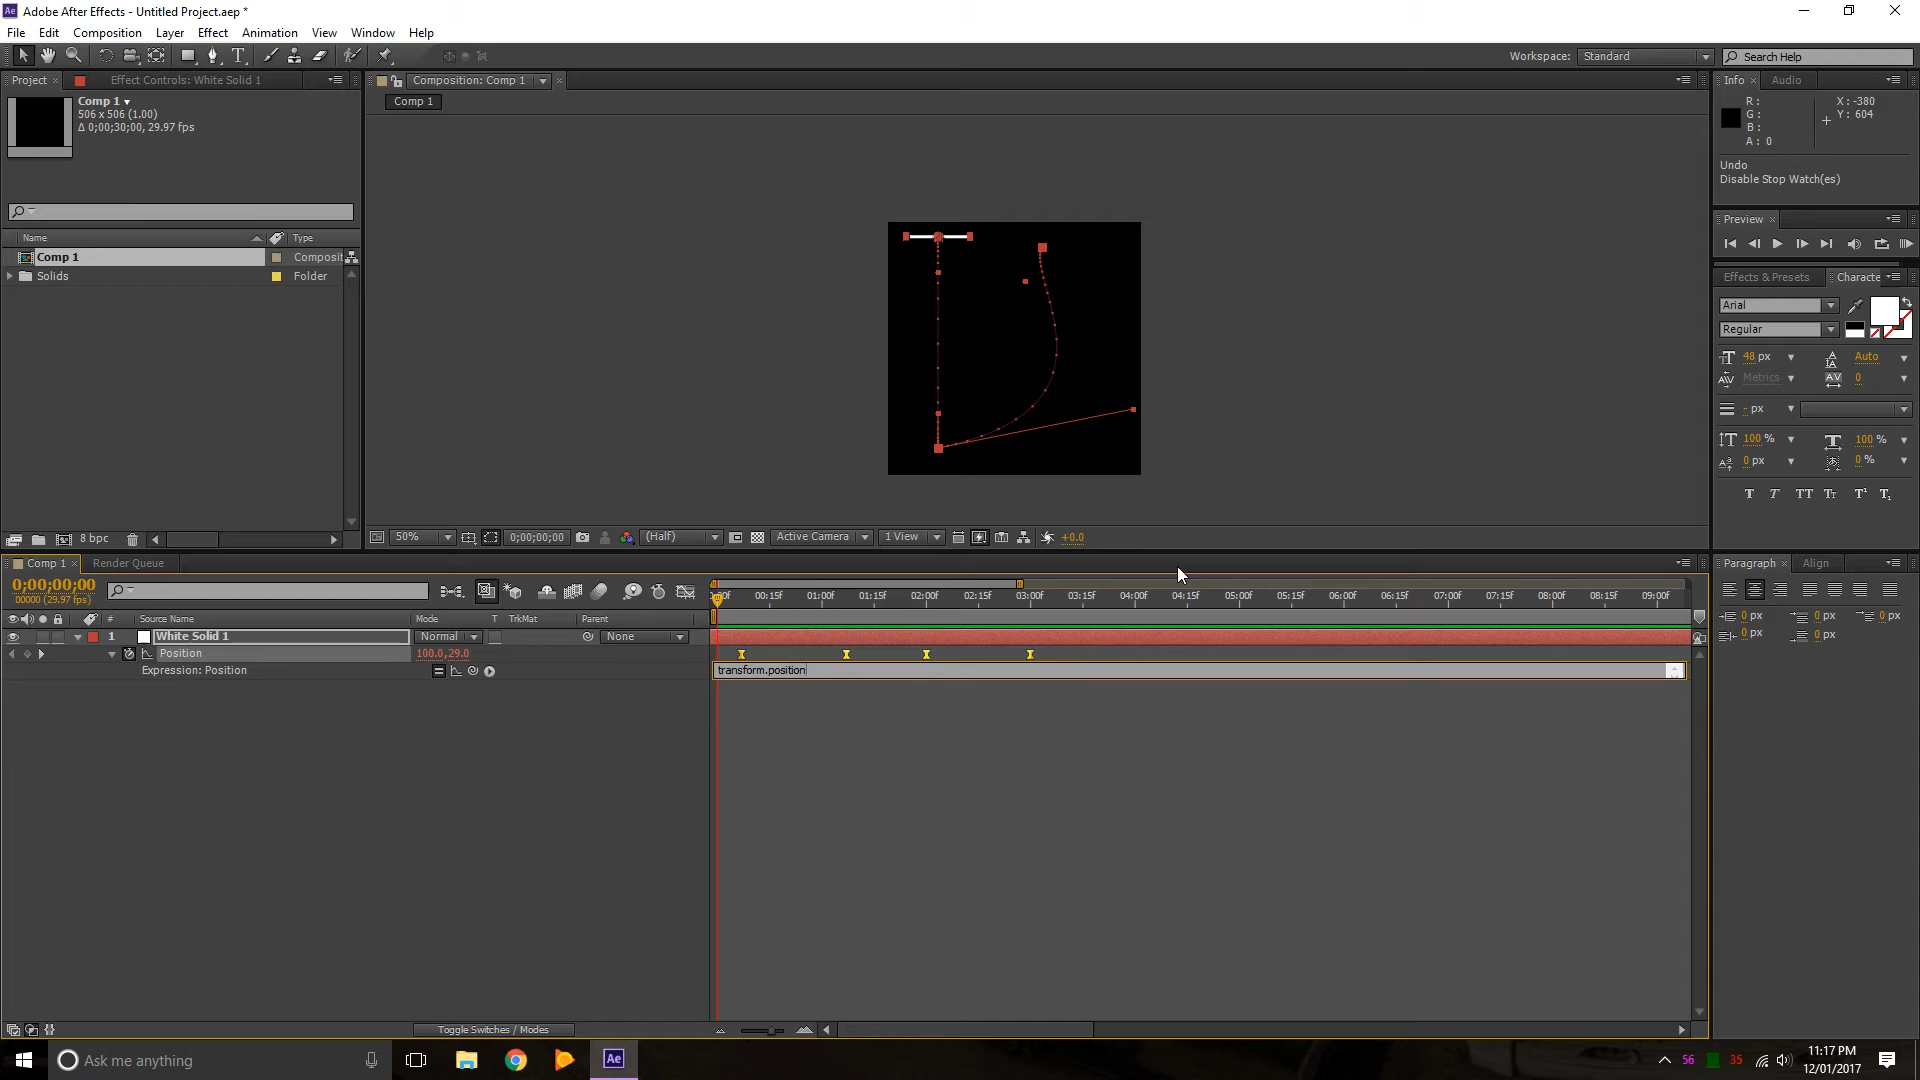 Adobe After Effects - Untitled Project.aep *
File Edit Composition Layer Effect Animation View Window Help
Workspace: Standard Search Help
Project Effect Controls: White Solid 1
Composition: Comp 1
Info Audio
Comp 1
506 x 506 (1.00)
Δ 0;00;30;00, 29.97 fps
Comp 1
R :
G :
B :
A : 0
X : -380
Y : 604
Undo
Disable Stop Watch(es)
Preview
Name Type
Comp 1 Composit
Solids Folder
Effects & Presets Characte
Arial
Regular
48 px Auto
Metrics 0
- px
100 % 100 %
0 px 0 %
T T TT Tt T¹ T₁
8 bpc
50% 0;00;00;00 (Half) Active Camera 1 View +0.0
Comp 1 Render Queue
Paragraph Align
0;00;00;00
00000 (29.97 fps)
:00f 00:15f 01:00f 01:15f 02:00f 02:15f 03:00f 03:15f 04:00f 04:15f 05:00f 05:15f 06:00f 06:15f 07:00f 07:15f 08:00f 08:15f 09:00f
0 px 0 px 0 px
0 px 0 px
# Source Name Mode T TrkMat Parent
1 White Solid 1 Normal None
Position 100.0,29.0
Expression: Position transform.position
Toggle Switches / Modes
Ask me anything Ae 56 35 11:17 PM
12/01/2017